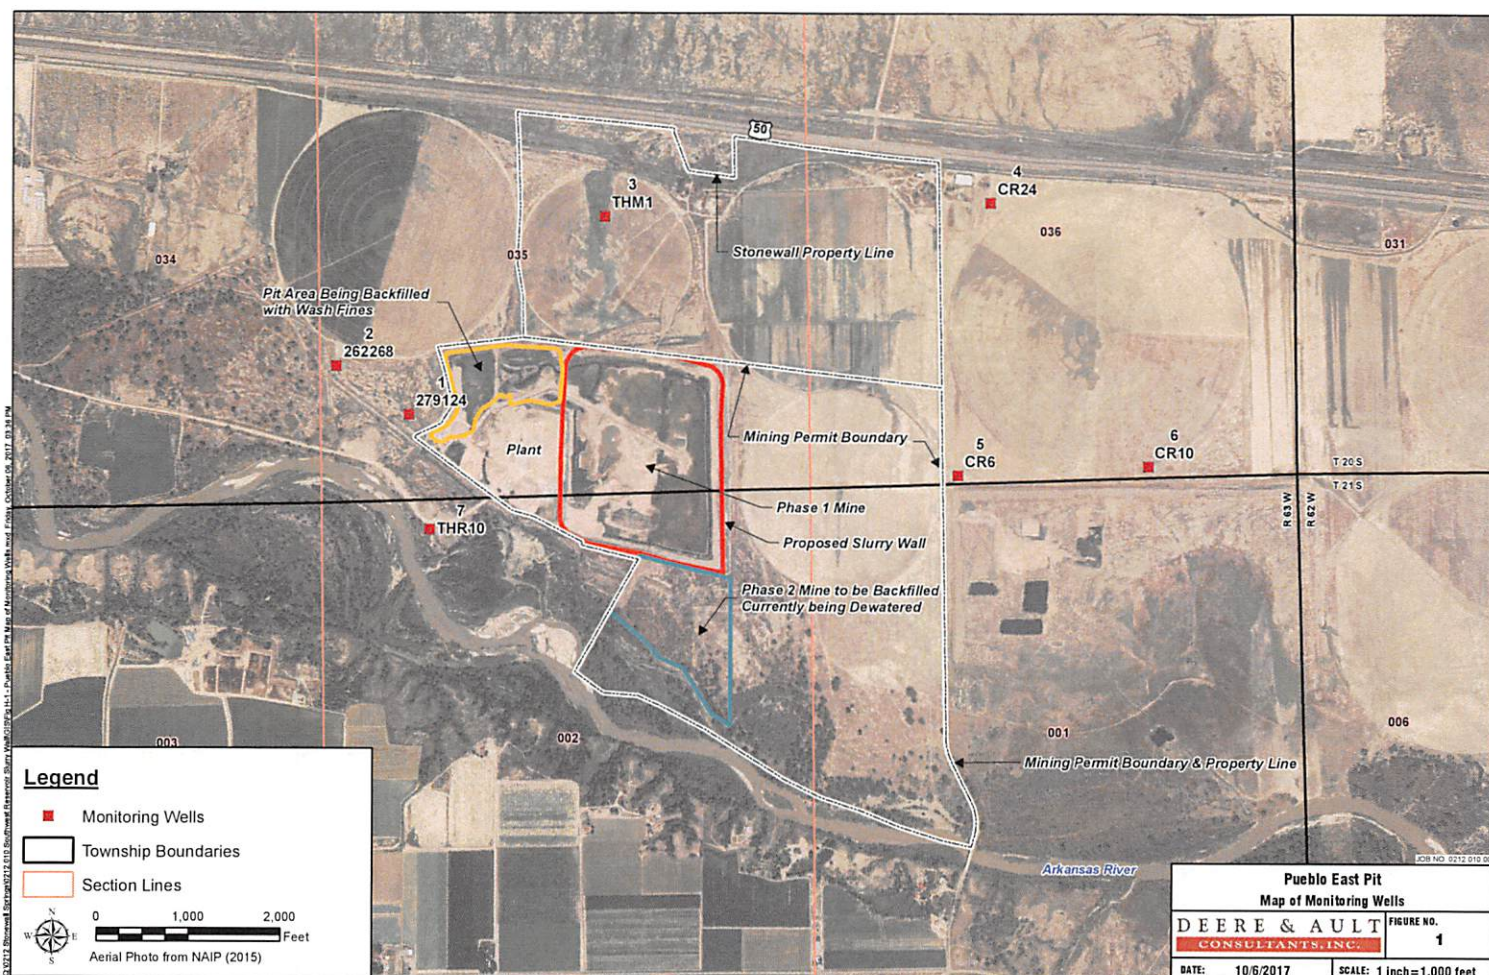 50
3
THM1
4
CR24
034
035
036
031
Stonewall Property Line
Pit Area Being Backfilled
with Wash Fines
2
262268
1
279124
Plant
Mining Permit Boundary
5
CR6
6
CR10
T 20 S
T 21 S
R 63 W
R 62 W
Phase 1 Mine
7
THR10
Proposed Slurry Wall
Phase 2 Mine to be Backfilled
Currently being Dewatered
003
002
001
006
Mining Permit Boundary & Property Line
Arkansas River
Legend
Monitoring Wells
Township Boundaries
Section Lines
N
W E
S
0 1,000 2,000
Feet
Aerial Photo from NAIP (2015)
Pueblo East Pit
Map of Monitoring Wells
DEERE & AULT
CONSULTANTS, INC.
FIGURE NO.
1
DATE: 10/6/2017
SCALE: 1 inch=1,000 feet